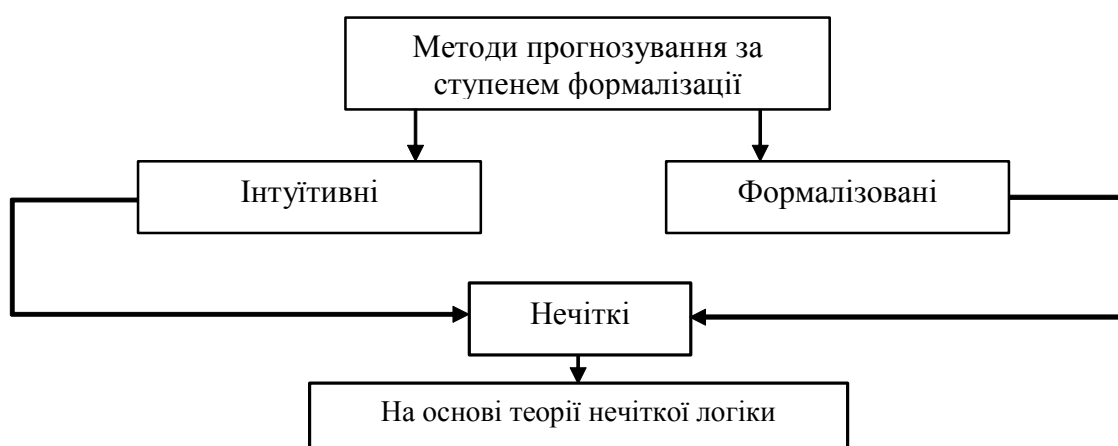 Методи прогнозування за
ступенем формалізації
Інтуїтивні
Формалізовані
Нечіткі
На основі теорії нечіткої логіки